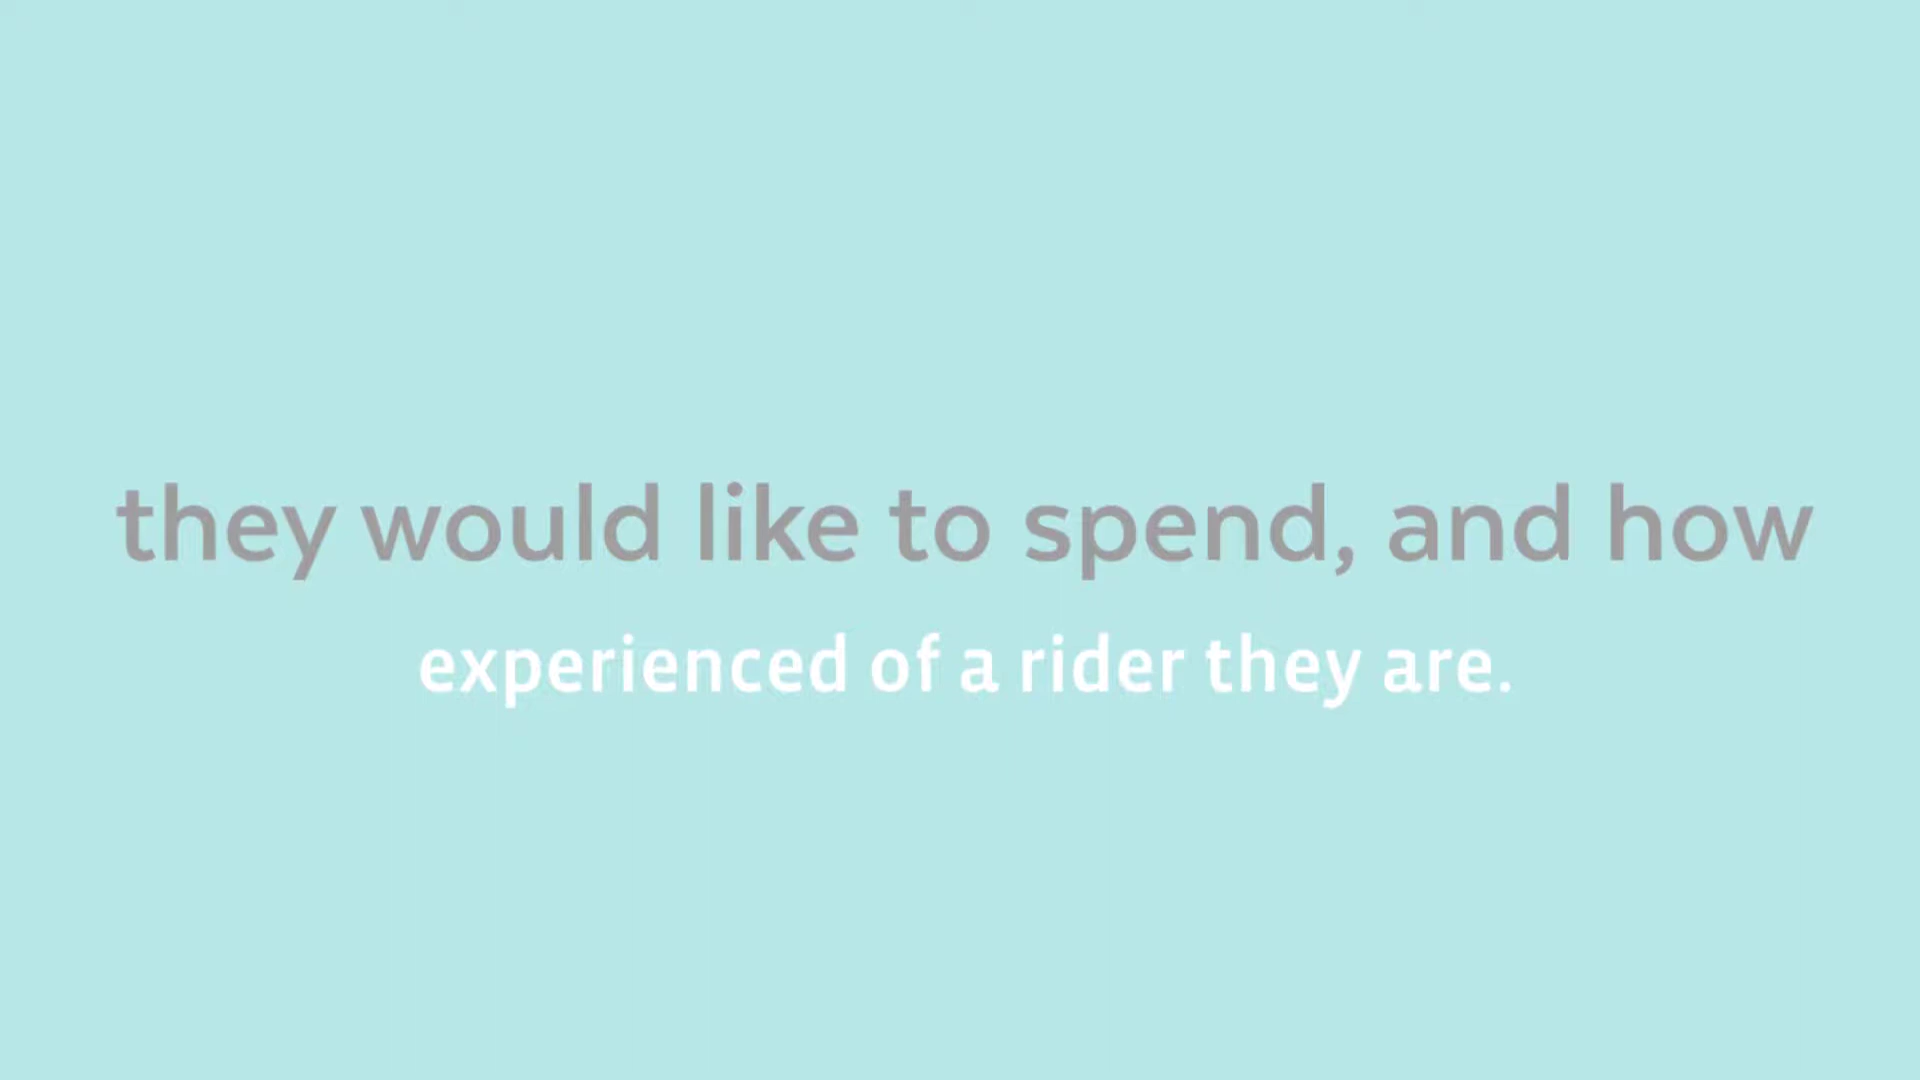 they would like to spend, and how
experienced of a rider they are.